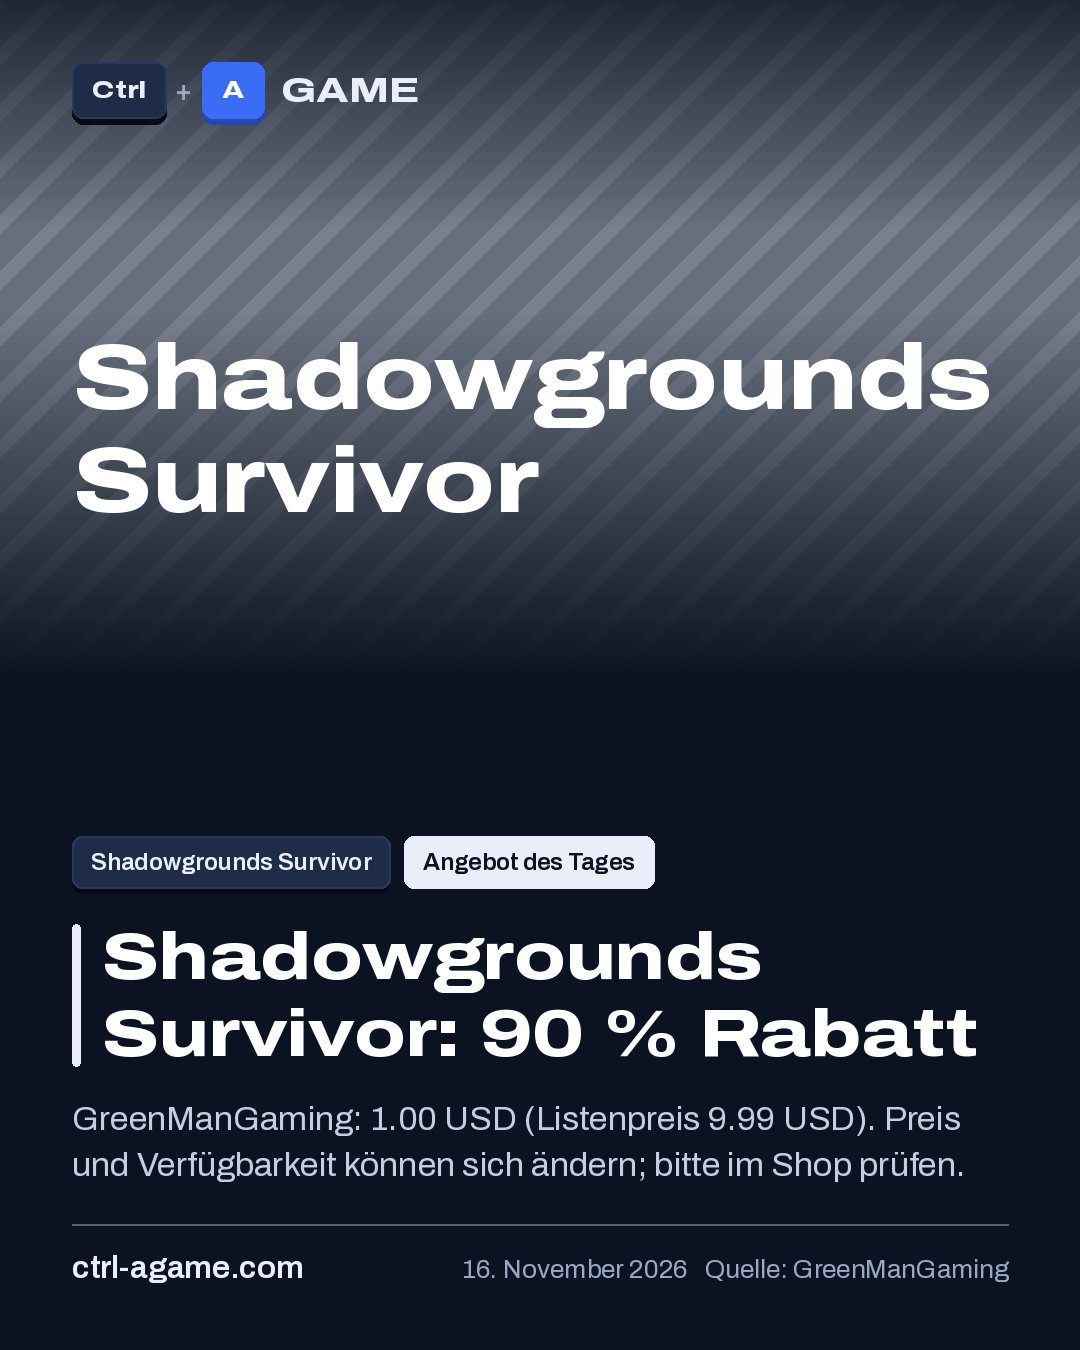 Ctrl + A GAME
Shadowgrounds
Survivor
Shadowgrounds Survivor Angebot des Tages
Shadowgrounds
Survivor: 90 % Rabatt
GreenManGaming: 1.00 USD (Listenpreis 9.99 USD). Preis
und Verfügbarkeit können sich ändern; bitte im Shop prüfen.
ctrl-agame.com 16. November 2026 Quelle: GreenManGaming